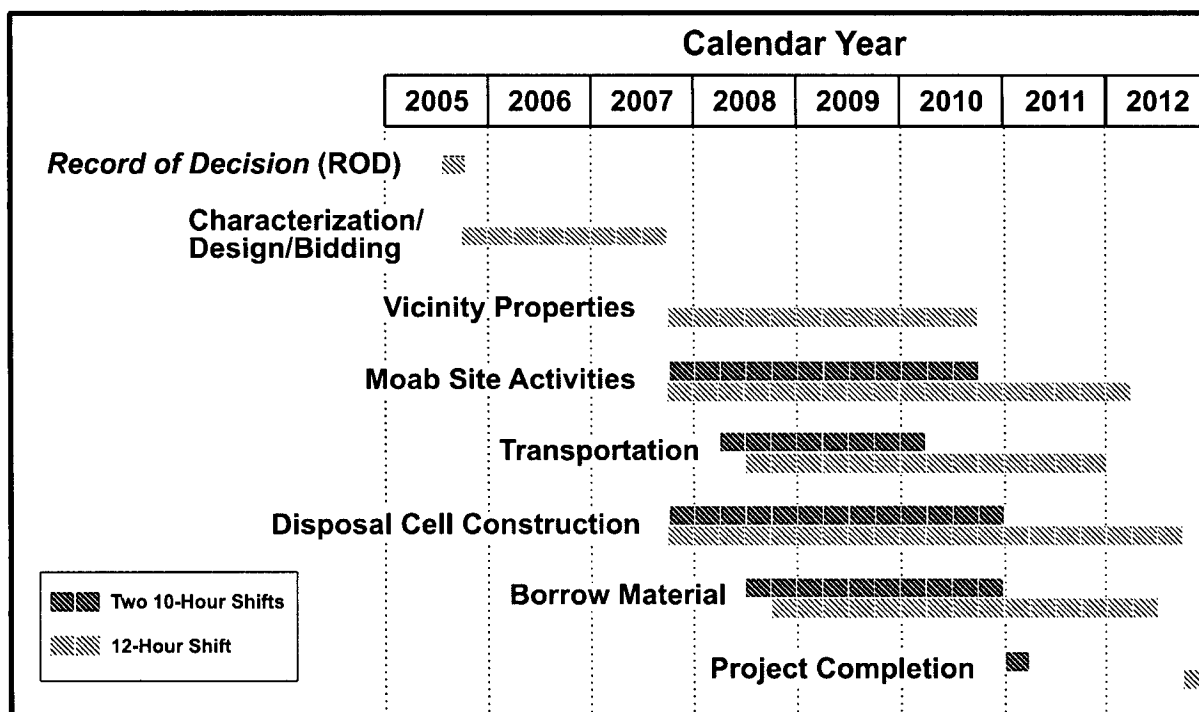 Calendar Year
2005 2006 2007 2008 2009 2010 2011 2012
Record of Decision (ROD)
Characterization/
Design/Bidding
Vicinity Properties
Moab Site Activities
Transportation
Disposal Cell Construction
Borrow Material
Project Completion
Two 10-Hour Shifts
12-Hour Shift